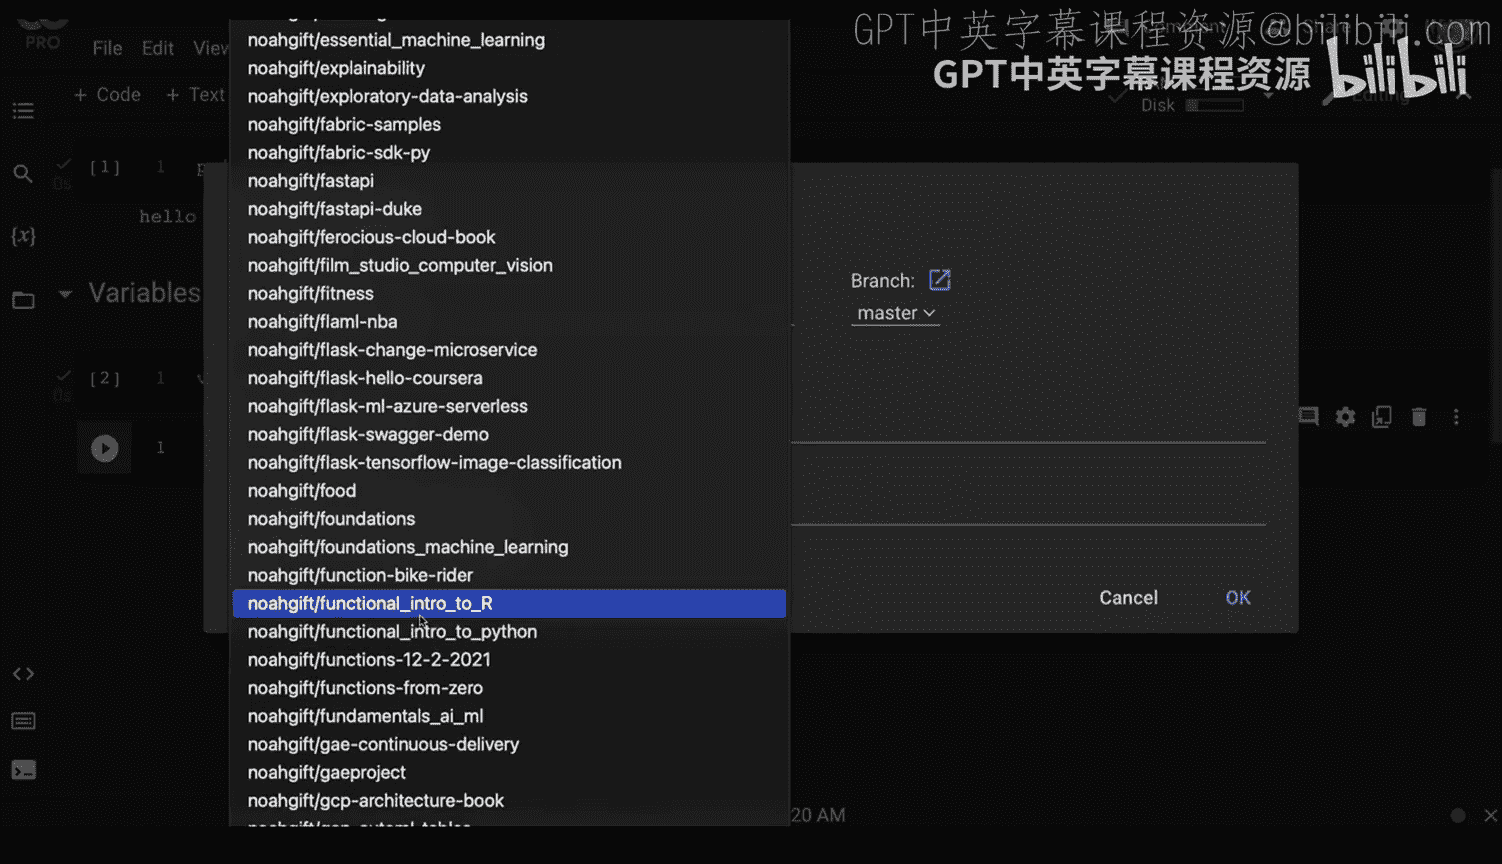 GPT中英字幕课程资源@bilibili.com
GPT中英字幕课程资源 bilibili
PRO
File Edit View
+ Code + Text
Disk
Editing
[1] 1
0s
hello
{x}
Variables
[2] 1
0s
1
noahgift/essential_machine_learning
noahgift/explainability
noahgift/exploratory-data-analysis
noahgift/fabric-samples
noahgift/fabric-sdk-py
noahgift/fastapi
noahgift/fastapi-duke
noahgift/ferocious-cloud-book
noahgift/film_studio_computer_vision
noahgift/fitness
noahgift/flaml-nba
noahgift/flask-change-microservice
noahgift/flask-hello-coursera
noahgift/flask-ml-azure-serverless
noahgift/flask-swagger-demo
noahgift/flask-tensorflow-image-classification
noahgift/food
noahgift/foundations
noahgift/foundations_machine_learning
noahgift/function-bike-rider
noahgift/functional_intro_to_R
noahgift/functional_intro_to_python
noahgift/functions-12-2-2021
noahgift/functions-from-zero
noahgift/fundamentals_ai_ml
noahgift/gae-continuous-delivery
noahgift/gaeproject
noahgift/gcp-architecture-book
Branch:
master
Cancel OK
20 AM